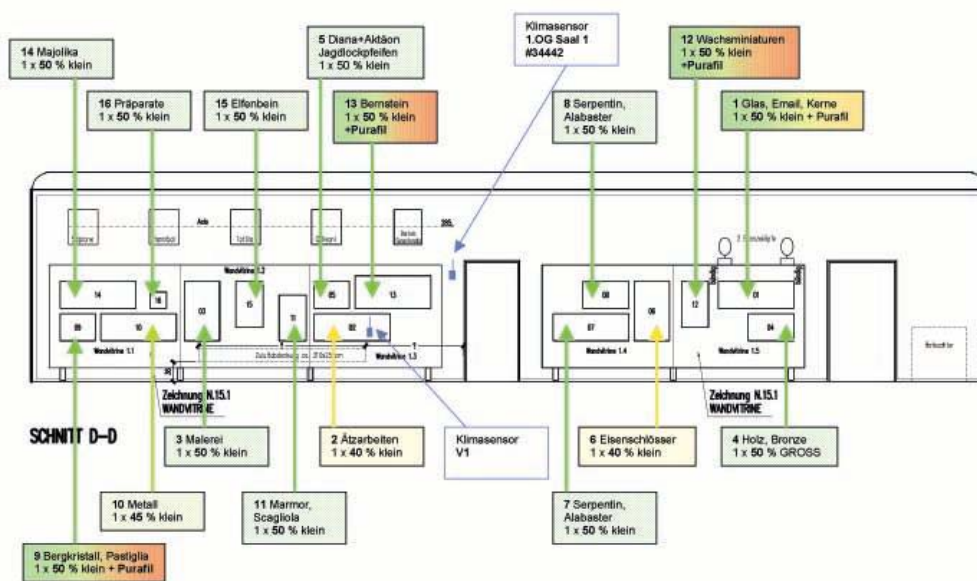 14 Majolika
1 x 50 % klein
16 Präparate
1 x 50 % klein
15 Elfenbein
1 x 50 % klein
5 Diana+Aktäon
Jagdlockpfeifen
1 x 50 % klein
13 Bernstein
1 x 50 % klein
+Purafil
Klimasensor
1.OG Saal 1
#34442
8 Serpentin,
Alabaster
1 x 50 % klein
12 Wachsminiaturen
1 x 50 % klein
+Purafil
1 Glas, Email, Kerne
1 x 50 % klein + Purafil
Wandvitrine 1.2
14
16
03
15
11
05
13
09
10
02
Wandvitrine 1.1
Wandvitrine 1.3
08
06
12
01
07
04
Wandvitrine 1.4
Wandvitrine 1.5
Zeichnung N.15.1
WANDVITRINE
Zeichnung N.15.1
WANDVITRINE
SCHNITT D-D
3 Malerei
1 x 50 % klein
2 Ätzarbeiten
1 x 40 % klein
Klimasensor
V1
6 Eisenschlösser
1 x 40 % klein
4 Holz, Bronze
1 x 50 % GROSS
10 Metall
1 x 45 % klein
11 Marmor,
Scagliola
1 x 50 % klein
7 Serpentin,
Alabaster
1 x 50 % klein
9 Bergkristall, Pastiglia
1 x 50 % klein + Purafil